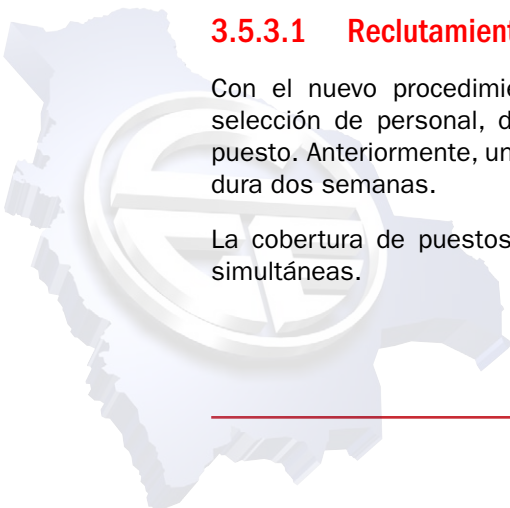 3.5.3.1 Reclutamient
Con el nuevo procedimie
selección de personal, d
puesto. Anteriormente, un
dura dos semanas.
La cobertura de puestos
simultáneas.